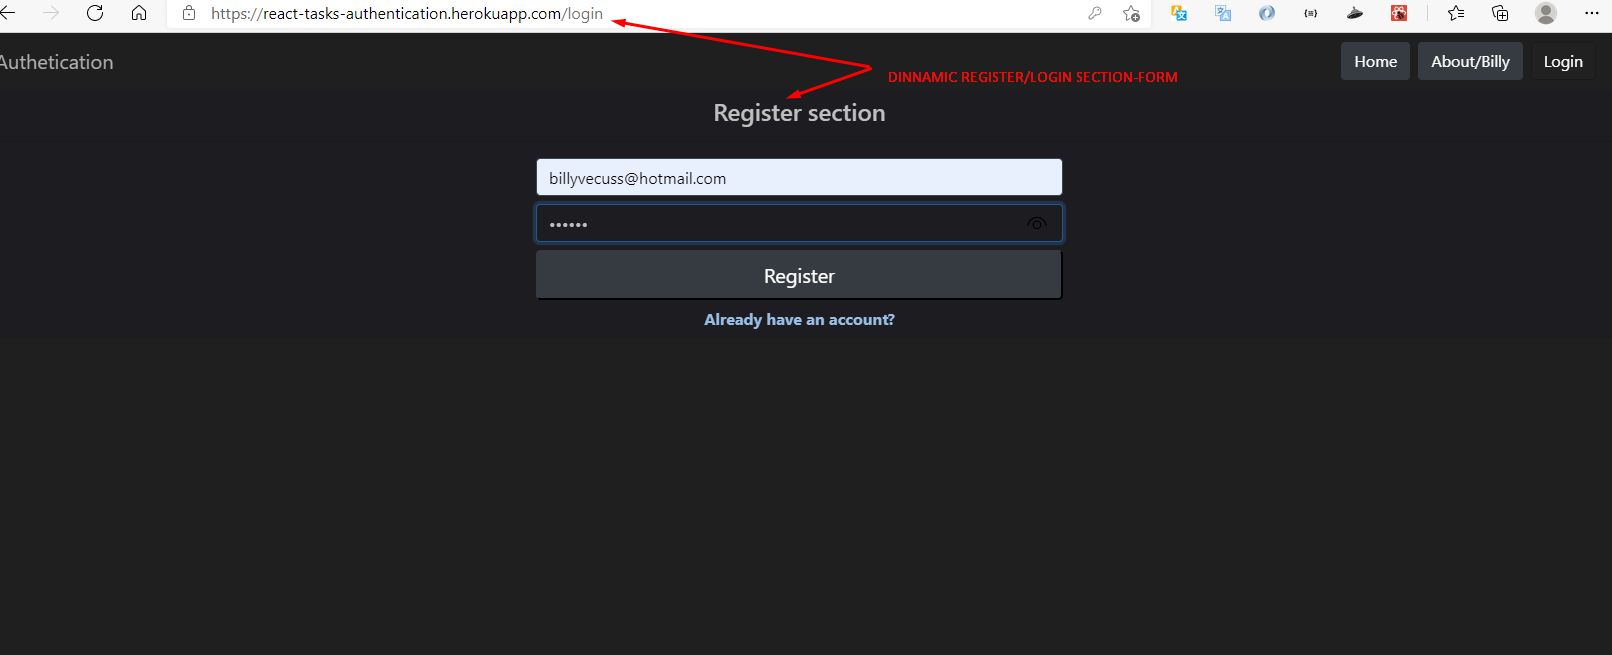 https://react-tasks-authentication.herokuapp.com/login
Authetication
Home
About/Billy
Login
DINNAMIC REGISTER/LOGIN SECTION-FORM
Register section
billyvecuss@hotmail.com
••••••
Register
Already have an account?